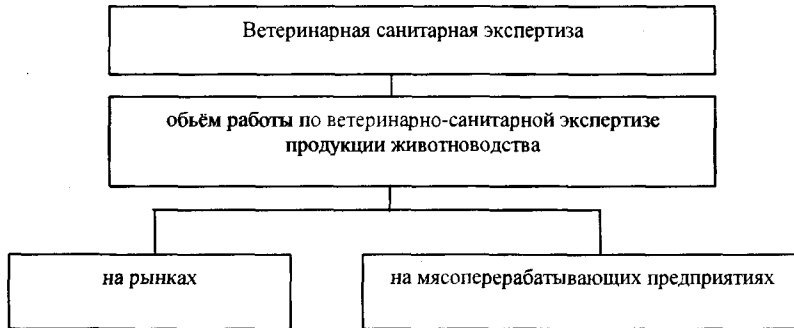 Ветеринарная санитарная экспертиза
обьём работы по ветеринарно-санитарной экспертизе
продукции животноводства
на рынках
на мясоперерабатывающих предприятиях